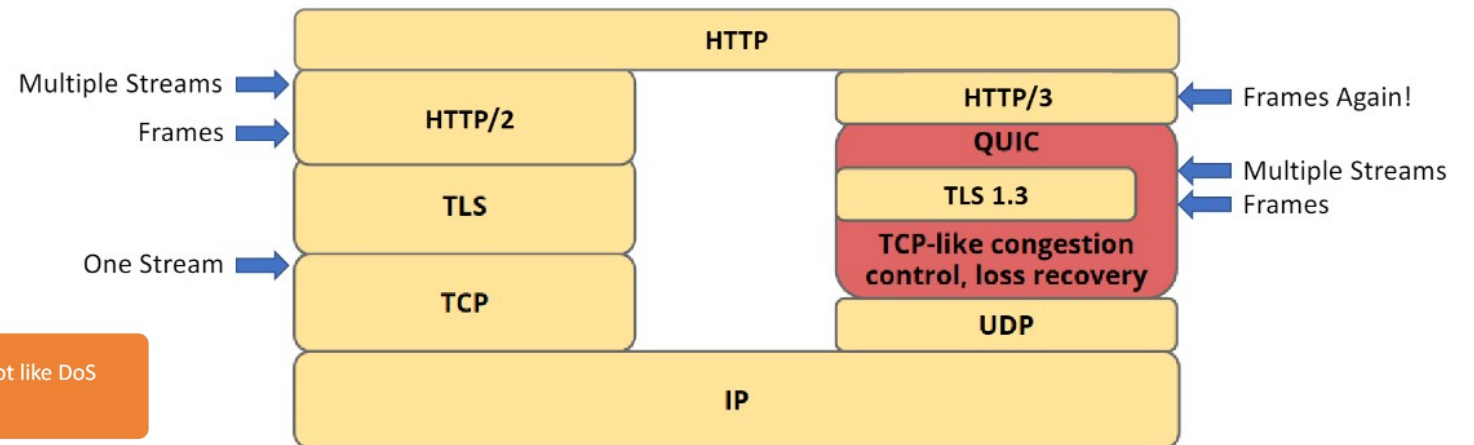 HTTP
Multiple Streams
Frames
HTTP/2
TLS
One Stream
TCP
HTTP/3
Frames Again!
QUIC
Multiple Streams
TLS 1.3
Frames
TCP-like congestion
control, loss recovery
UDP
IP
like DoS